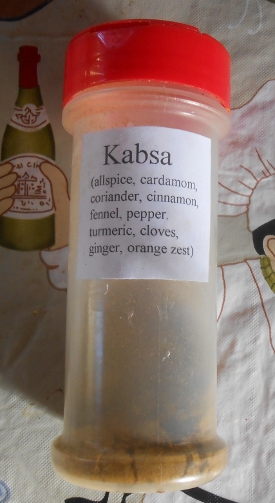 Kabsa
(allspice, cardamom,
coriander, cinnamon,
fennel, pepper.
turmeric, cloves,
ginger, orange zest)